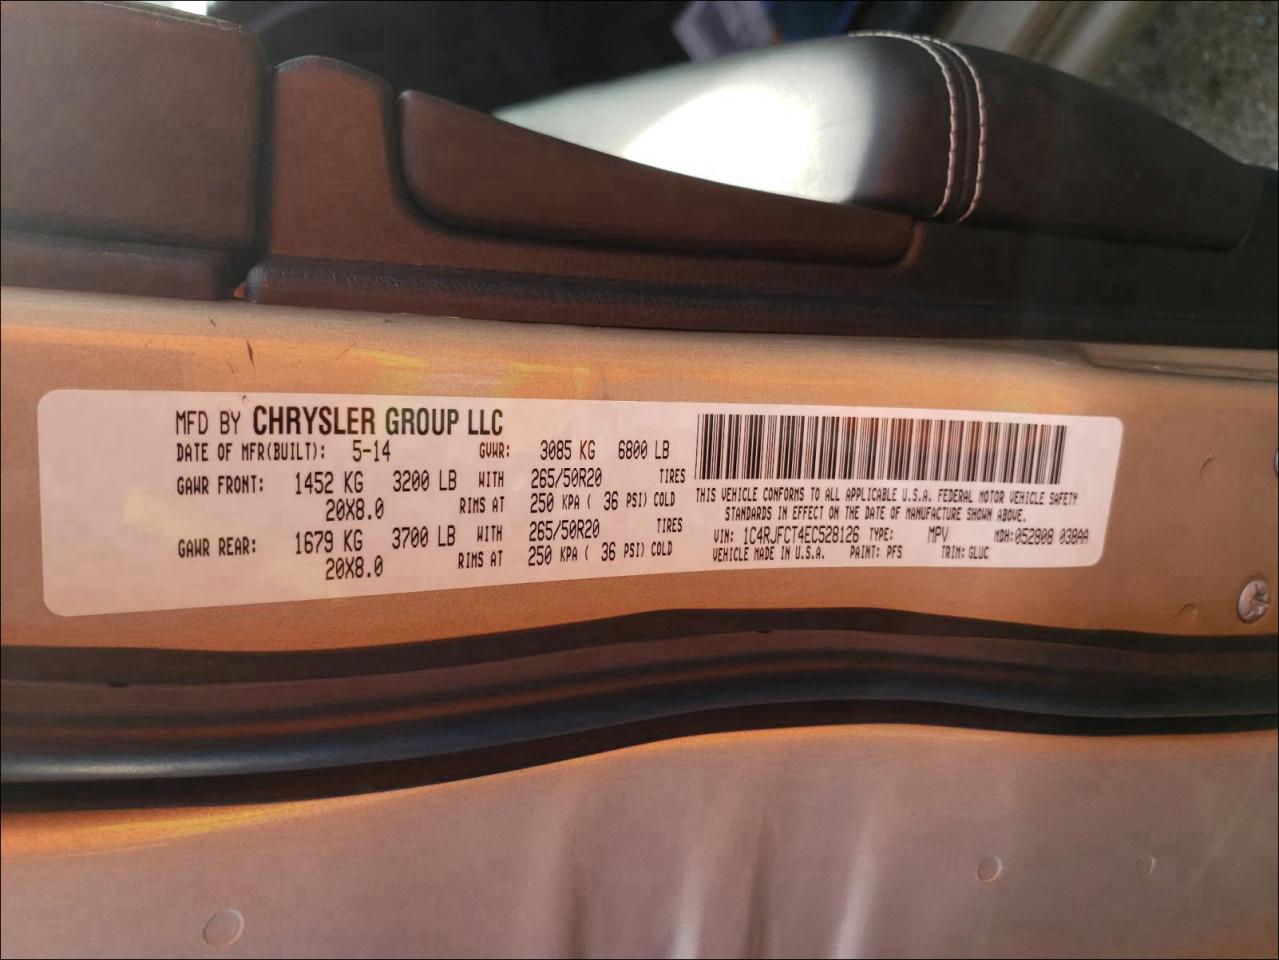 MFD BY CHRYSLER GROUP LLC
DATE OF MFR(BUILT): 5-14 GVWR: 3085 KG 6800 LB
GAWR FRONT: 1452 KG 3200 LB WITH 265/50R20 TIRES
20X8.0 RIMS AT 250 KPA ( 36 PSI) COLD
GAWR REAR: 1679 KG 3700 LB WITH 265/50R20 TIRES
20X8.0 RIMS AT 250 KPA ( 36 PSI) COLD
THIS VEHICLE CONFORMS TO ALL APPLICABLE U.S.A. FEDERAL MOTOR VEHICLE SAFETY
STANDARDS IN EFFECT ON THE DATE OF MANUFACTURE SHOWN ABOVE.
VIN: 1C4RJFCT4EC528126 TYPE: MPV MDH:052808 038AA
VEHICLE MADE IN U.S.A. PAINT: PFS TRIM: GLUC